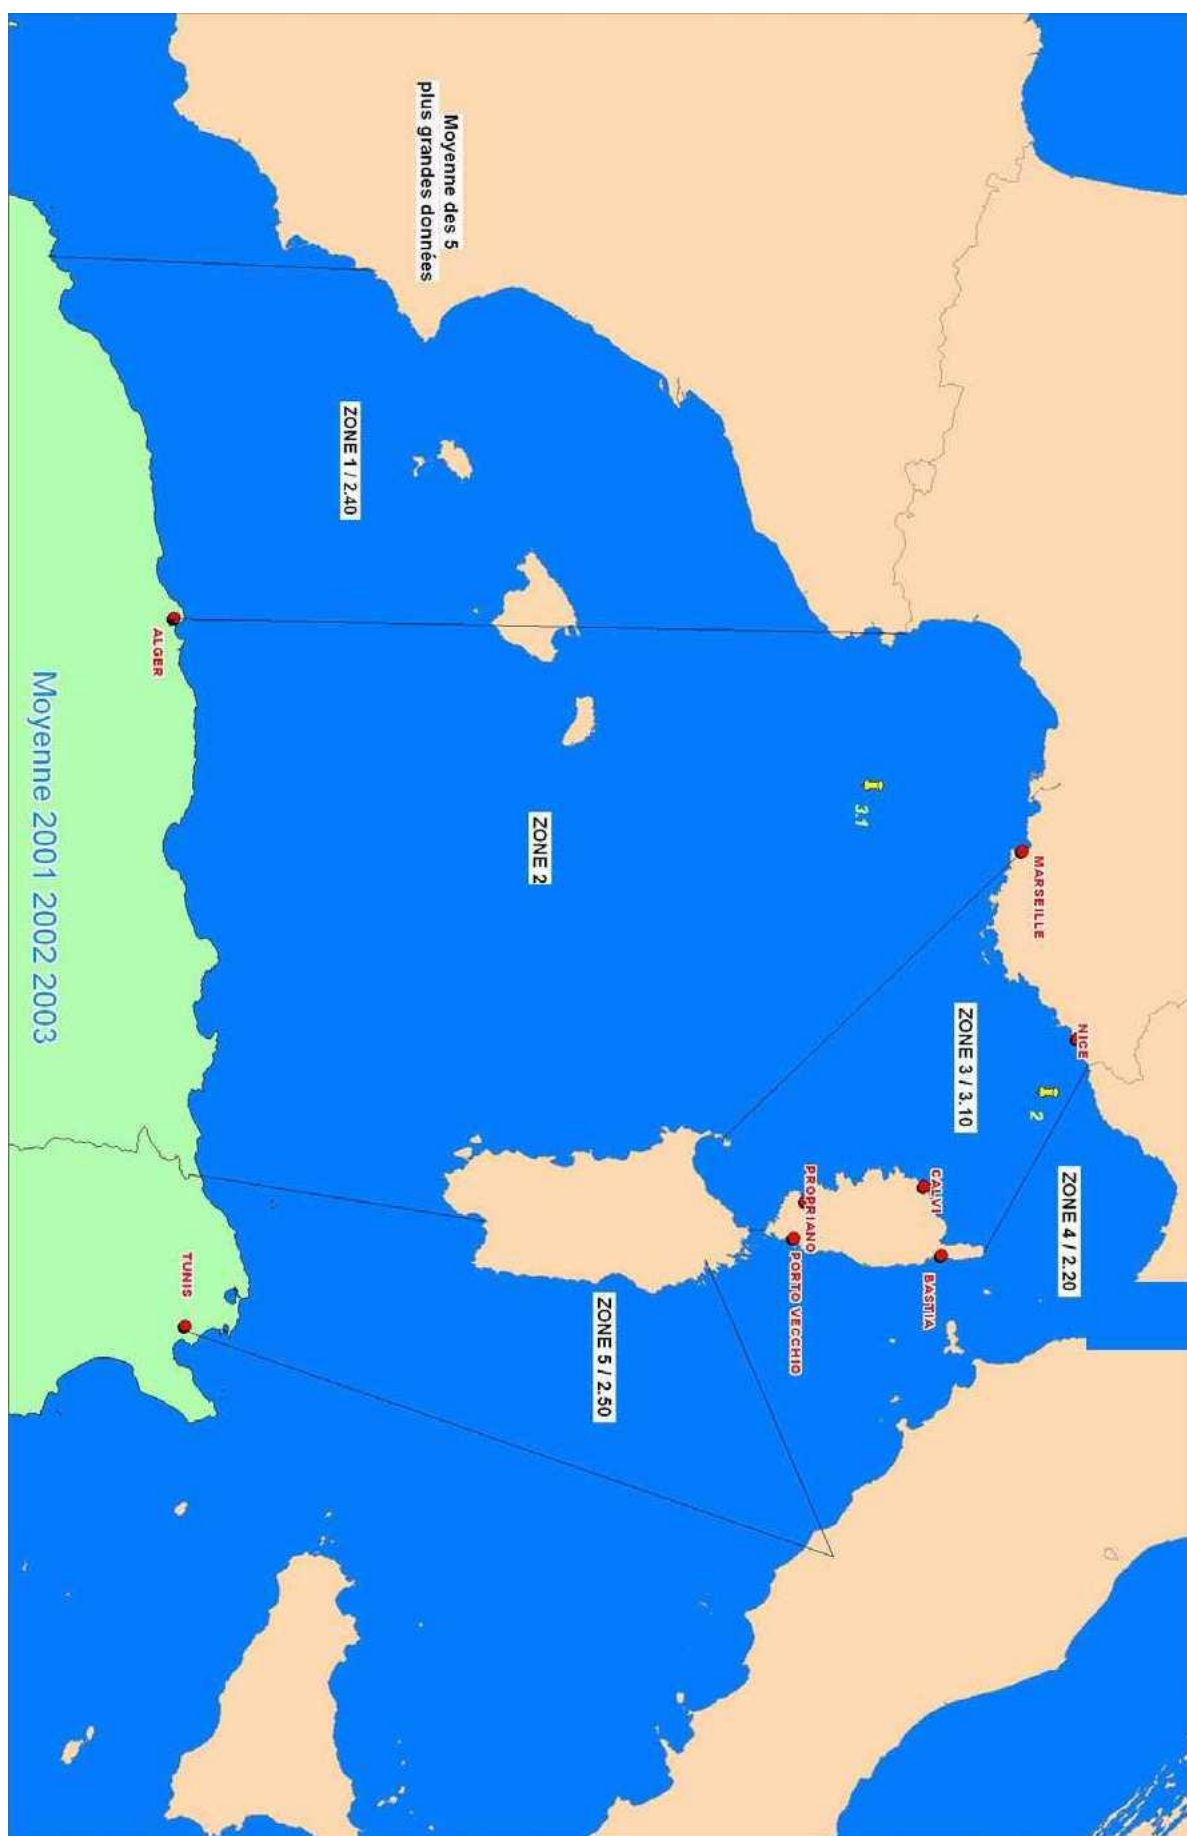 Moyenne des 5
plus grandes données
MARSEILLE
NICE
3.1
2
ZONE 3 / 3.10
ZONE 4 / 2.20
CALVI
BASTIA
PROPRIANO
PORTO VECCHIO
ZONE 2
ZONE 5 / 2.50
ZONE 1 / 2.40
ALGER
TUNIS
Moyenne 2001 2002 2003